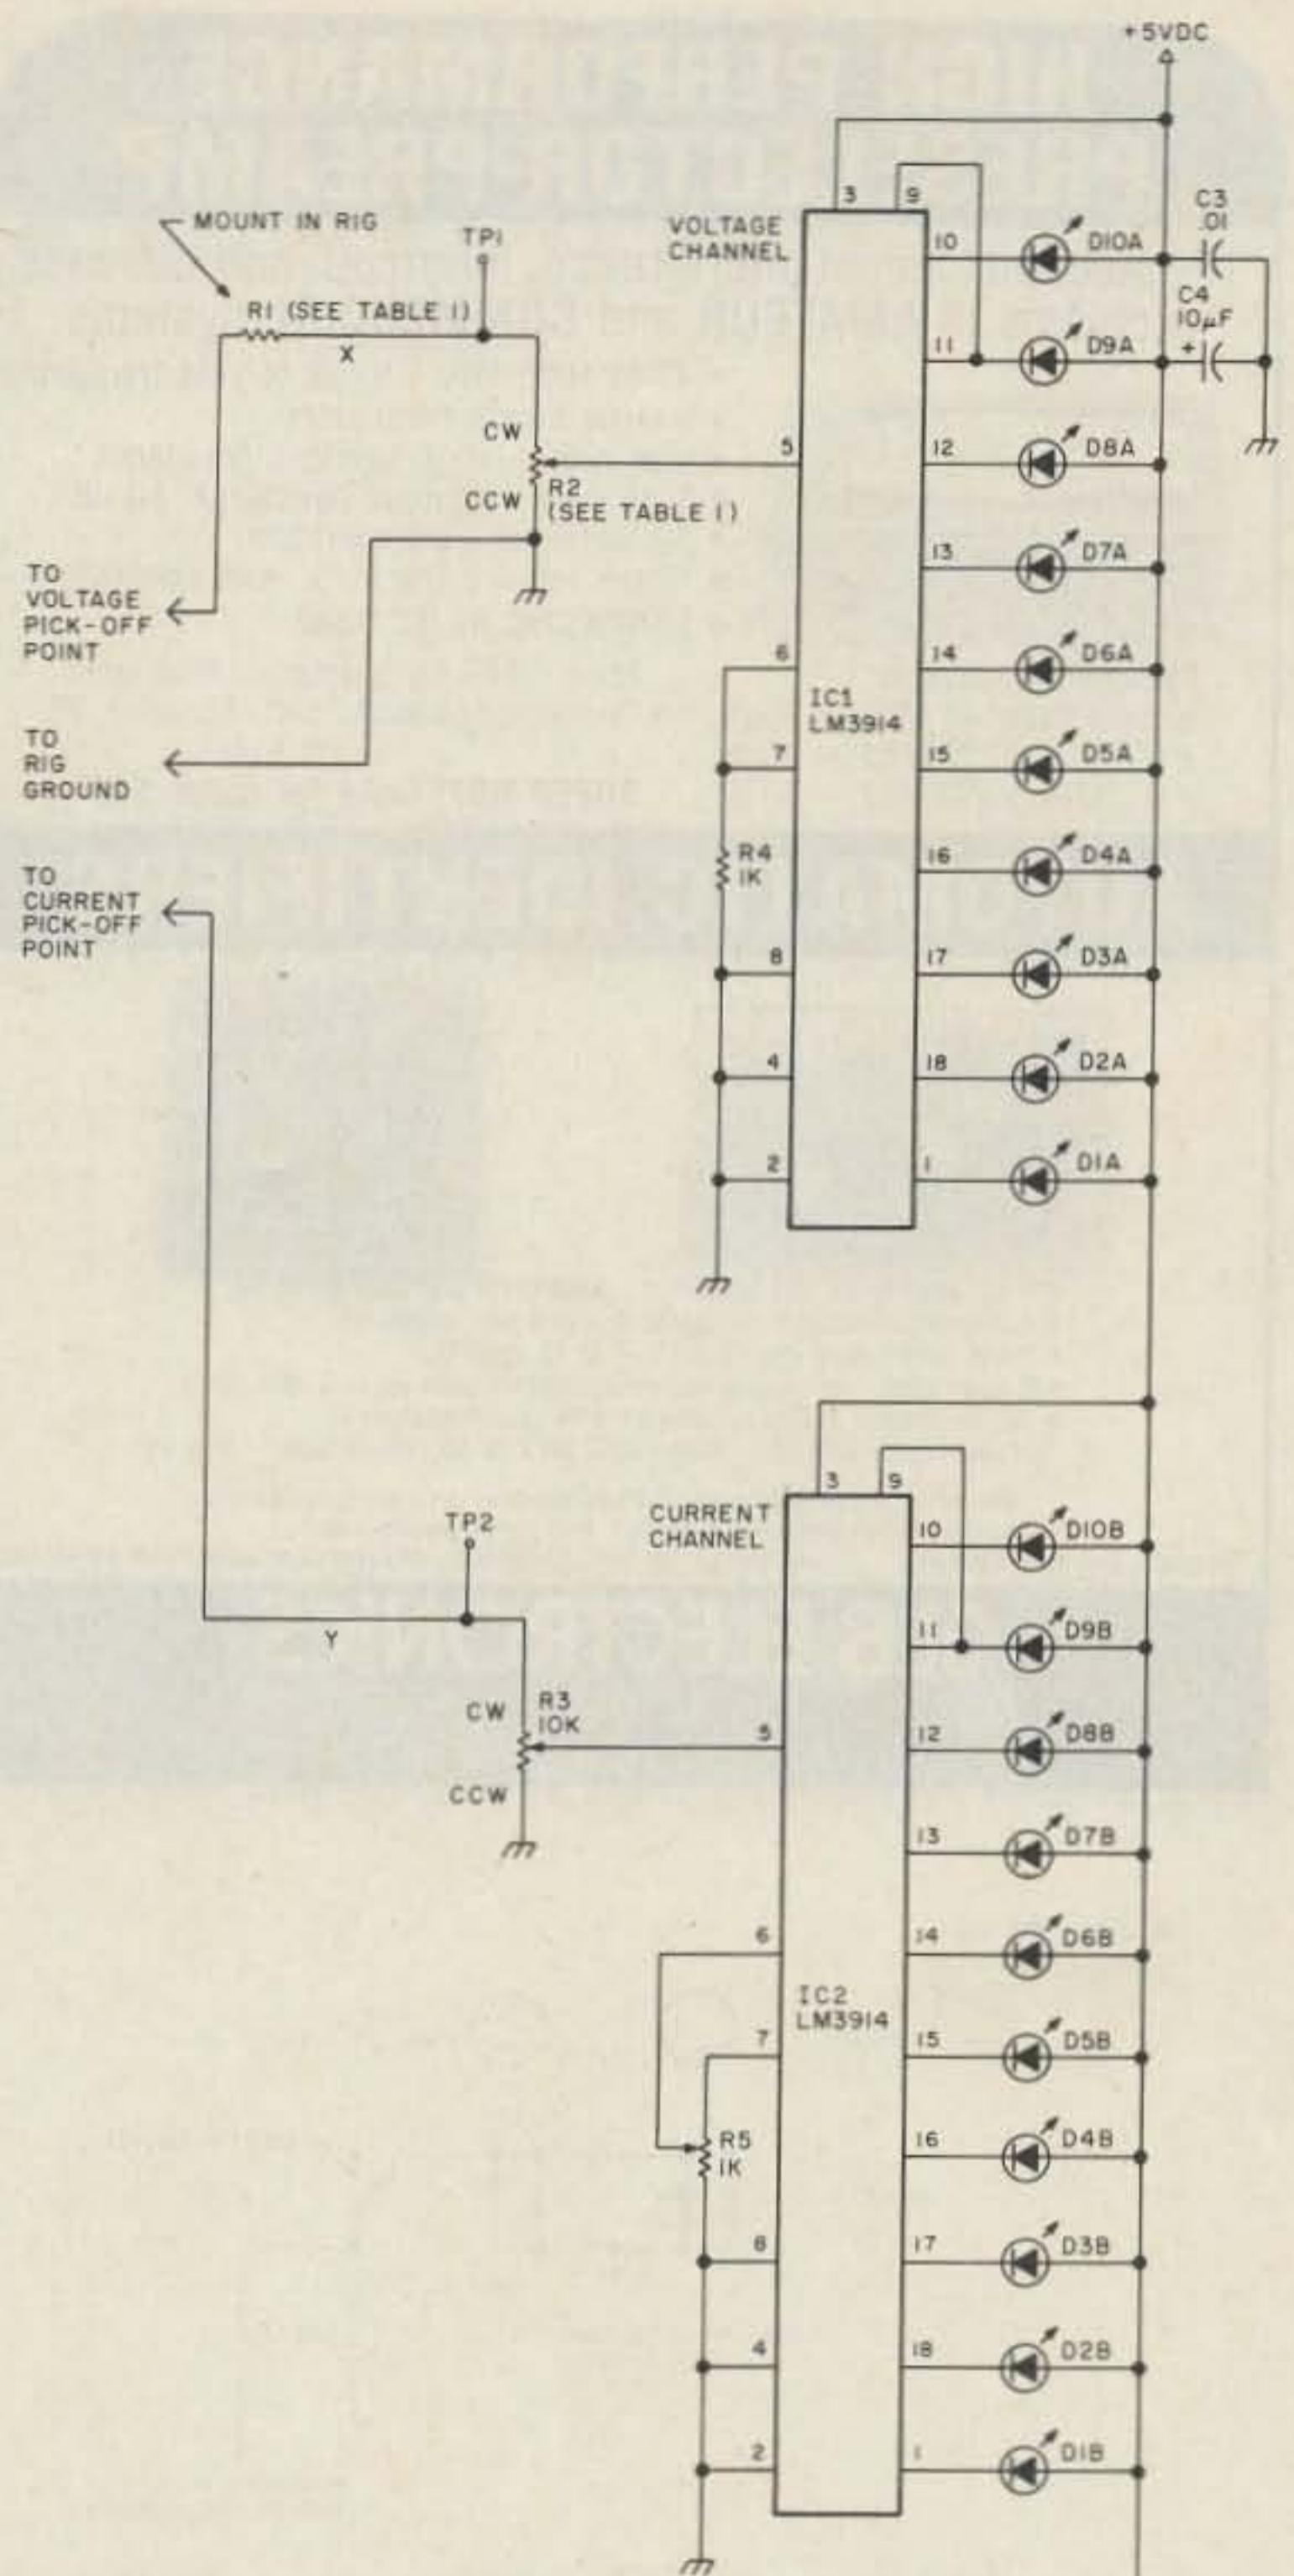 +5VDC
3
9
C3
.01
MOUNT IN RIG
TP1
VOLTAGE
CHANNEL
10
D10A
R1 (SEE TABLE 1)
X
C4
10µF
+
11
D9A
CW
5
12
D8A
CCW
R2
(SEE TABLE 1)
13
D7A
TO
VOLTAGE
PICK-OFF
POINT
6
14
D6A
IC1
LM3914
TO
RIG
GROUND
7
15
D5A
R4
1K
16
D4A
TO
CURRENT
PICK-OFF
POINT
8
17
D3A
4
18
D2A
2
1
D1A
3
9
TP2
CURRENT
CHANNEL
10
D10B
Y
11
D9B
CW
R3
10K
5
12
D8B
CCW
13
D7B
6
14
D6B
IC2
LM3914
7
15
D5B
R5
1K
16
D4B
8
17
D3B
4
18
D2B
2
1
D1B